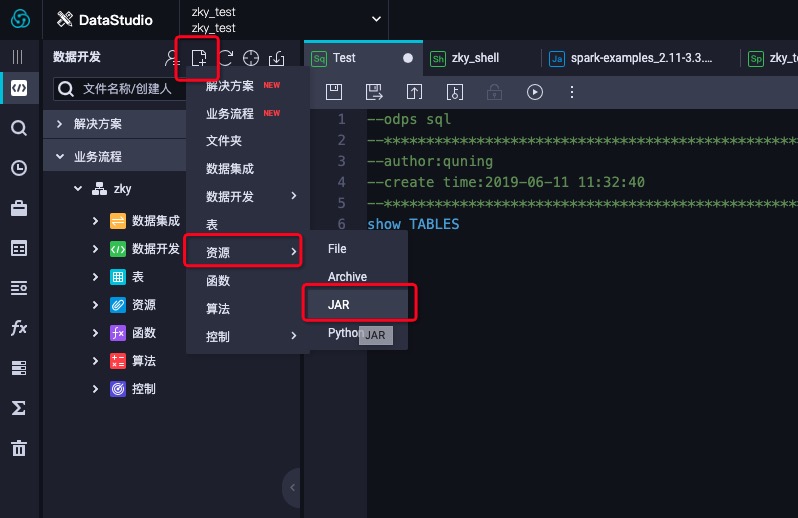 DataStudio
zky_test
zky_test
数据开发
文件名称/创建人
解决方案
业务流程
zky
数据集成
数据开发
表
资源
函数
算法
控制
解决方案 NEW
业务流程 NEW
文件夹
数据集成
数据开发
表
资源
函数
算法
控制
File
Archive
JAR
Python
JAR
Sq Test
Sh zky_shell
Ja spark-examples_2.11-3.3....
Sp zky_te
1 --odps sql
2 --********************************************
3 --author:quning
4 --create time:2019-06-11 11:32:40
5 --********************************************
6 show TABLES